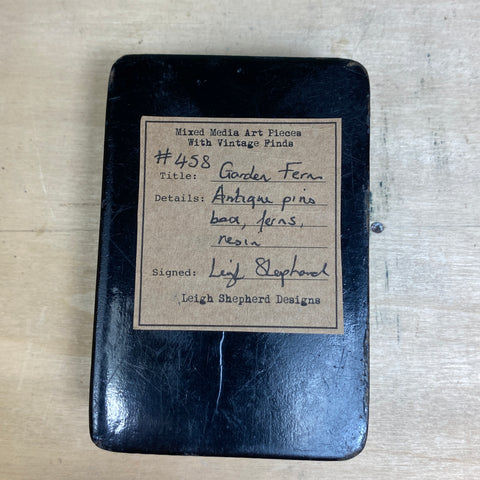 Mixed Media Art Pieces
With Vintage Finds
#458
Title: Garden Fern
Details: Antique pins
box, ferns,
resin
Signed: Leigh Shepherd
Leigh Shepherd Designs